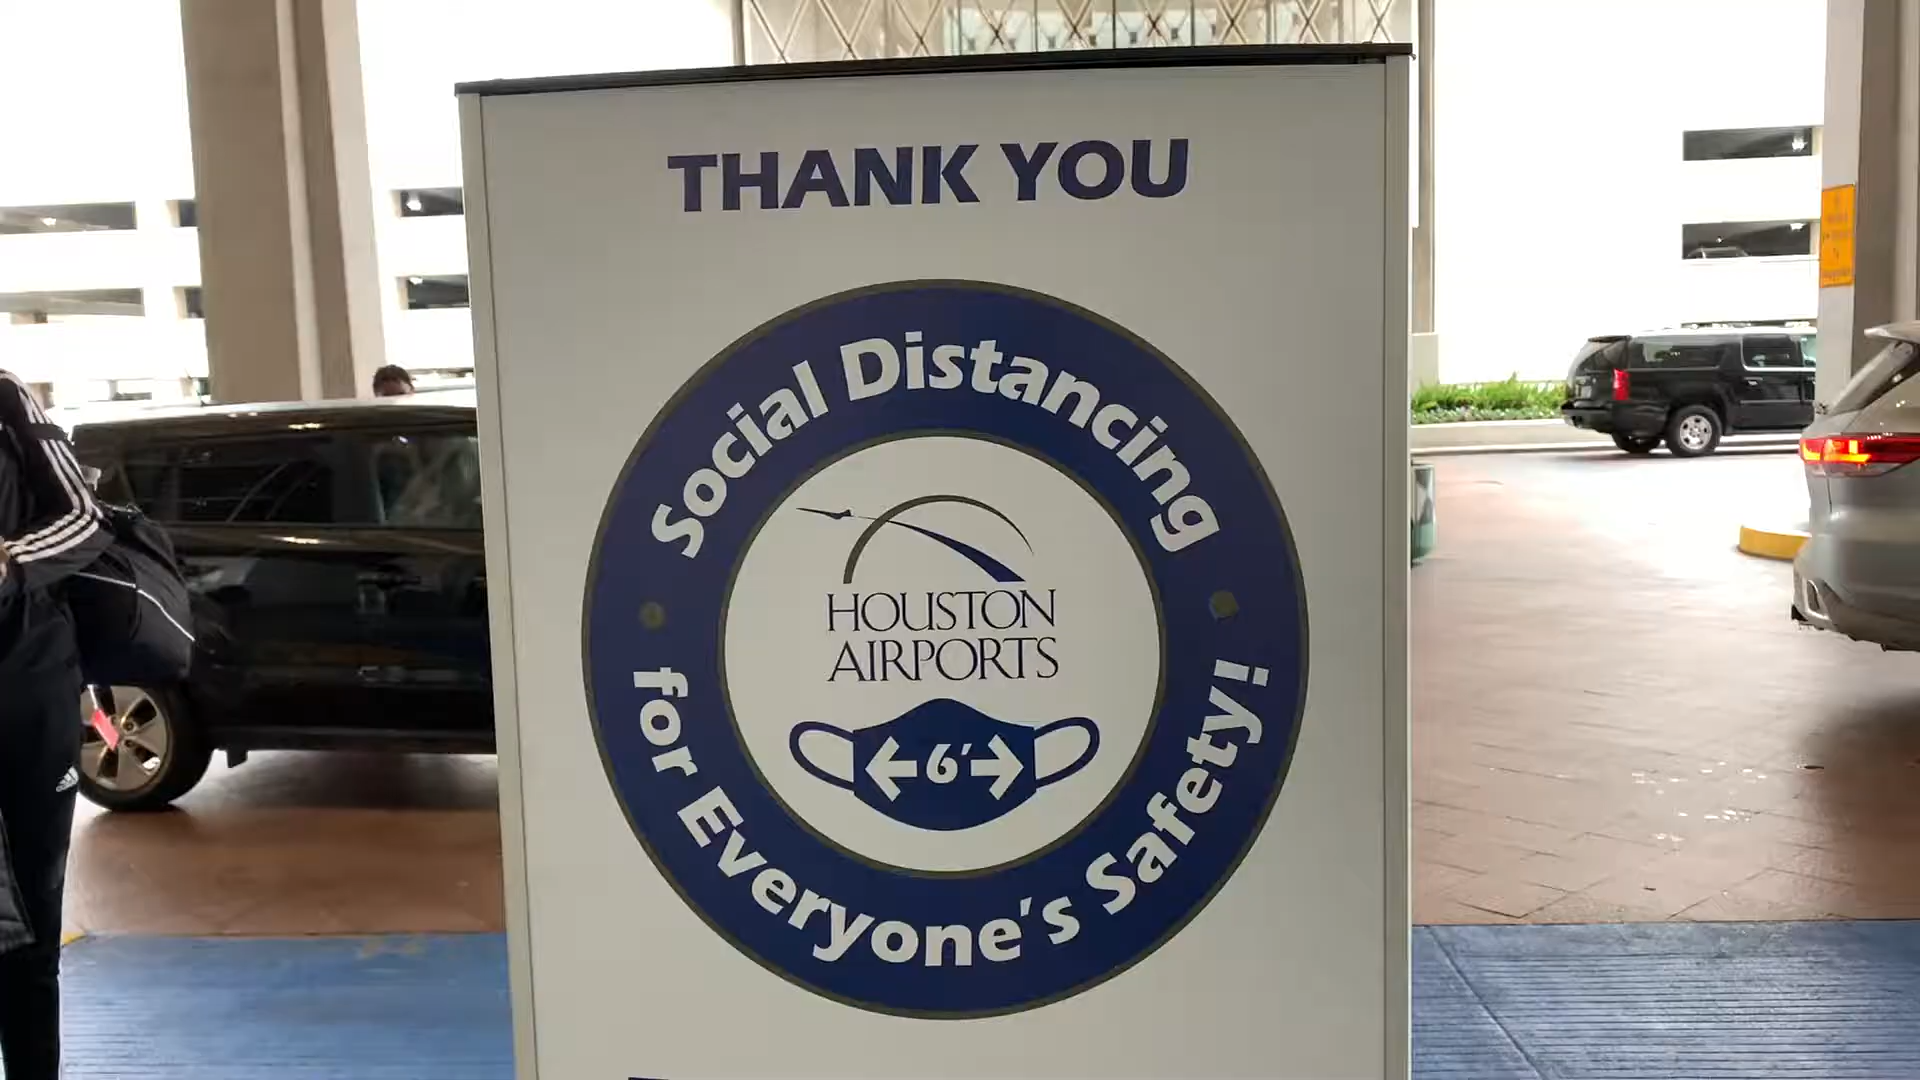 THANK YOU
Social Distancing
HOUSTON
AIRPORTS
6'
for Everyone's Safety!